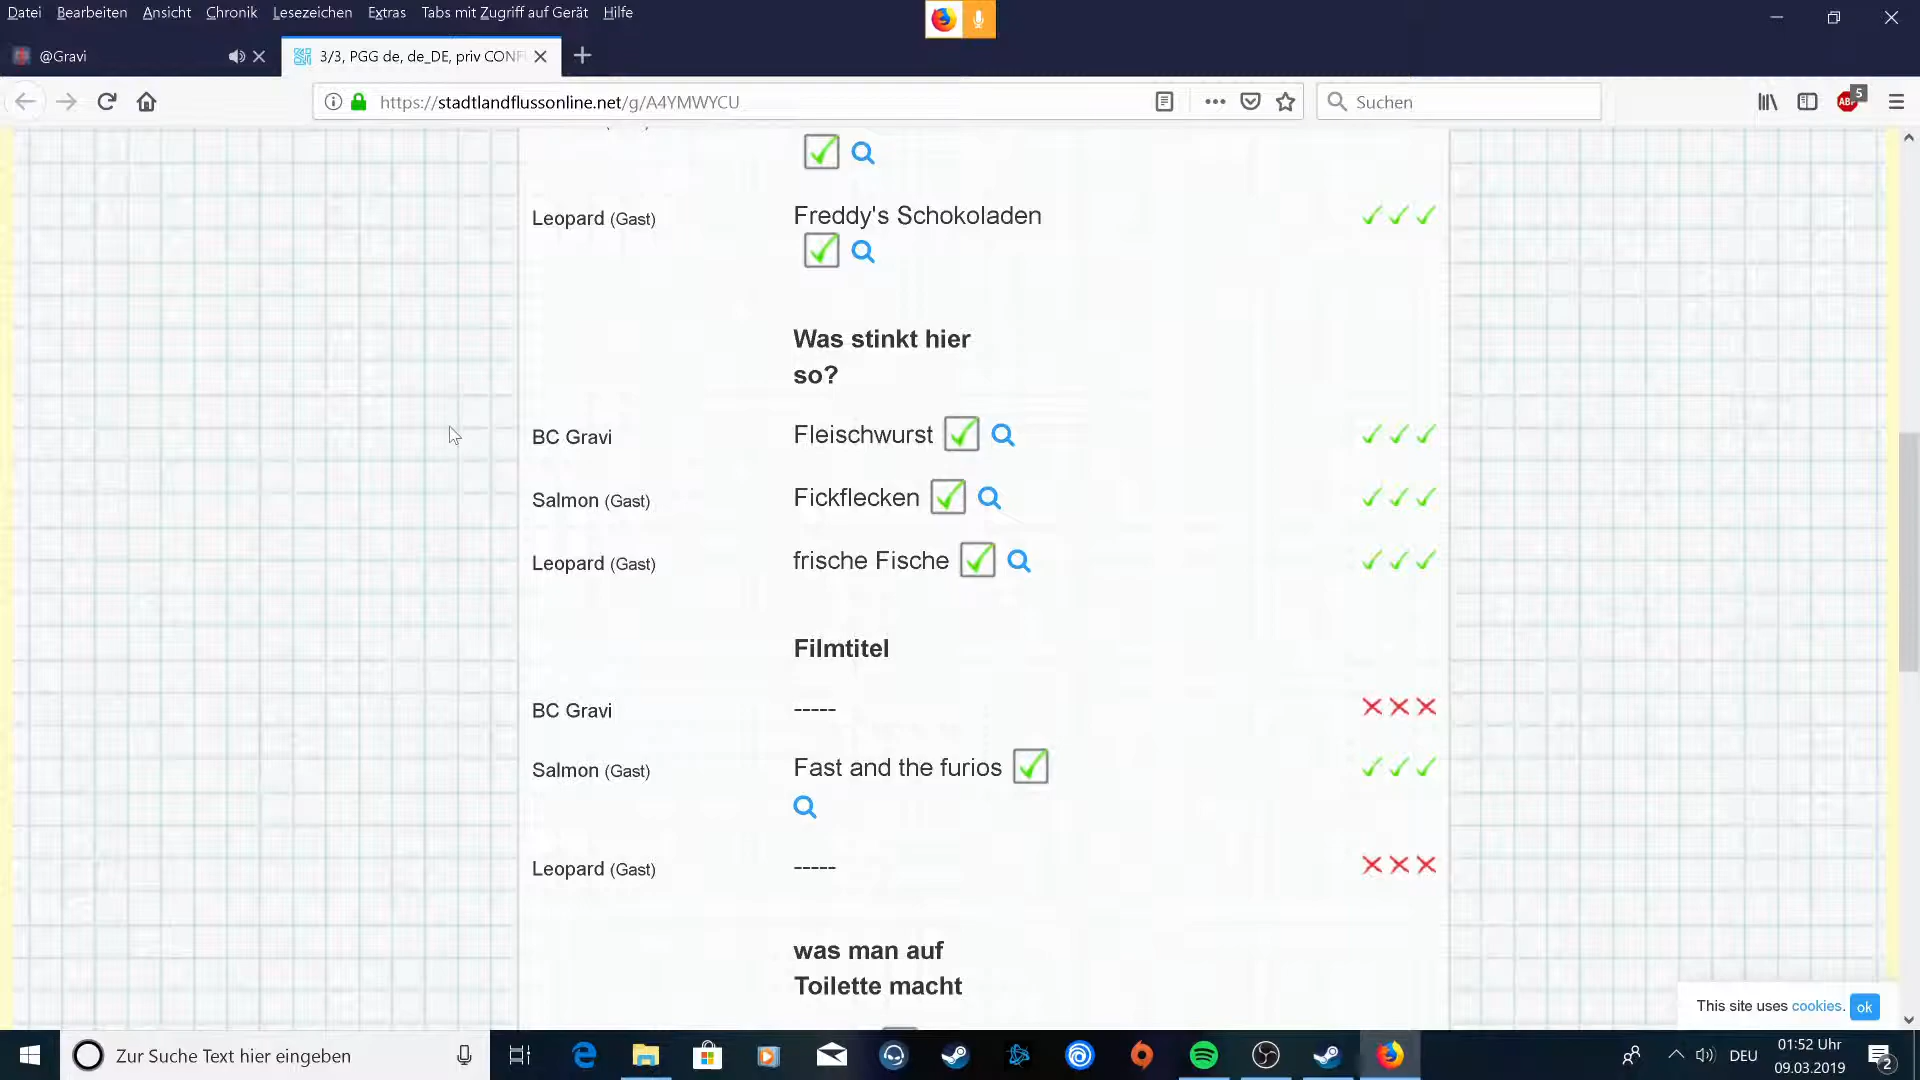 Datei Bearbeiten Ansicht Chronik Lesezeichen Extras Tabs mit Zugriff auf Gerät Hilfe
@Gravi
3/3, PGG de, de_DE, priv CONF
https://stadtlandflussonline.net/g/A4YMWYCU
Suchen
ABP
5
Leopard (Gast) Freddy's Schokoladen
Was stinkt hier
so?
BC Gravi Fleischwurst
Salmon (Gast) Fickflecken
Leopard (Gast) frische Fische
Filmtitel
BC Gravi -----
Salmon (Gast) Fast and the furios
Leopard (Gast) -----
was man auf
Toilette macht
This site uses cookies. ok
Zur Suche Text hier eingeben
DEU
01:52 Uhr
09.03.2019
2